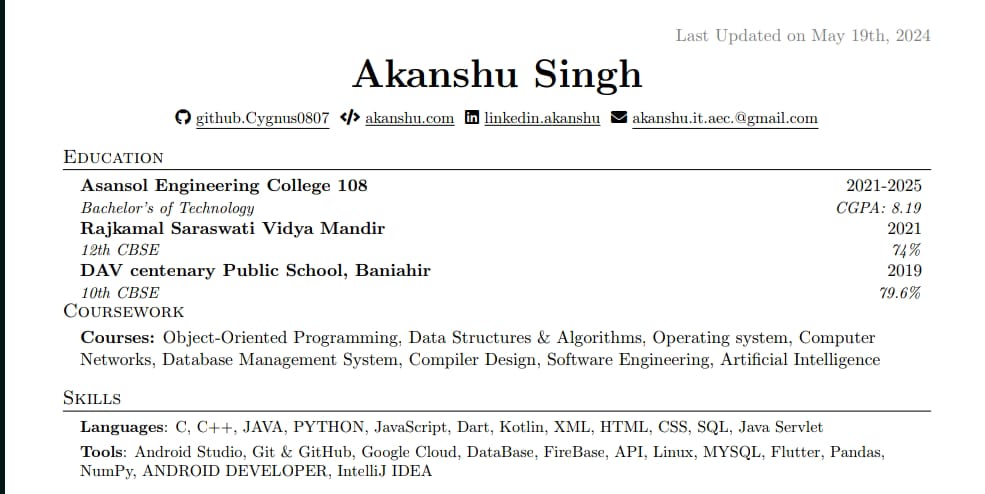 Last Updated on May 19th, 2024
Akanshu Singh
github.Cygnus0807 </> akanshu.com in linkedin.akanshu akanshu.it.aec.@gmail.com
EDUCATION
Asansol Engineering College 108 2021-2025
Bachelor's of Technology CGPA: 8.19
Rajkamal Saraswati Vidya Mandir 2021
12th CBSE 74%
DAV centenary Public School, Baniahir 2019
10th CBSE 79.6%
COURSEWORK
Courses: Object-Oriented Programming, Data Structures & Algorithms, Operating system, Computer
Networks, Database Management System, Compiler Design, Software Engineering, Artificial Intelligence
SKILLS
Languages: C, C++, JAVA, PYTHON, JavaScript, Dart, Kotlin, XML, HTML, CSS, SQL, Java Servlet
Tools: Android Studio, Git & GitHub, Google Cloud, DataBase, FireBase, API, Linux, MYSQL, Flutter, Pandas,
NumPy, ANDROID DEVELOPER, IntelliJ IDEA